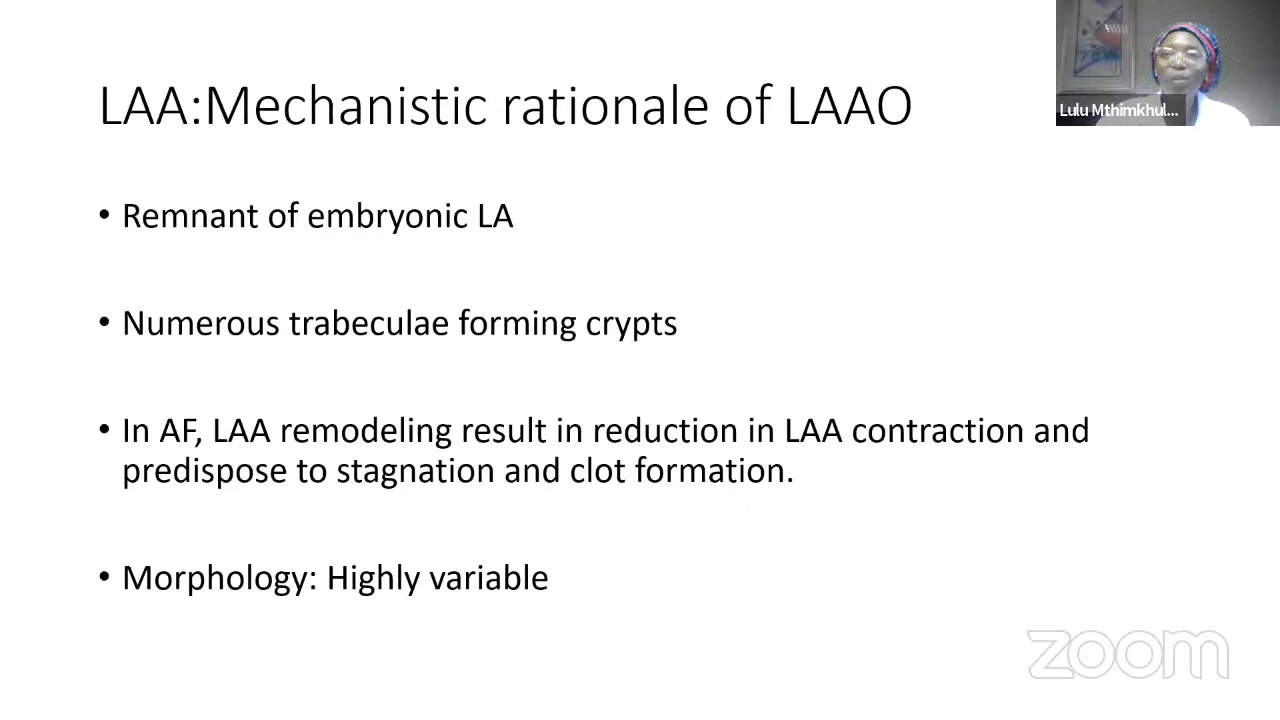 LAA:Mechanistic rationale of LAAO
Lulu Mthimkhul...
• Remnant of embryonic LA
• Numerous trabeculae forming crypts
• In AF, LAA remodeling result in reduction in LAA contraction and
predispose to stagnation and clot formation.
• Morphology: Highly variable
zoom